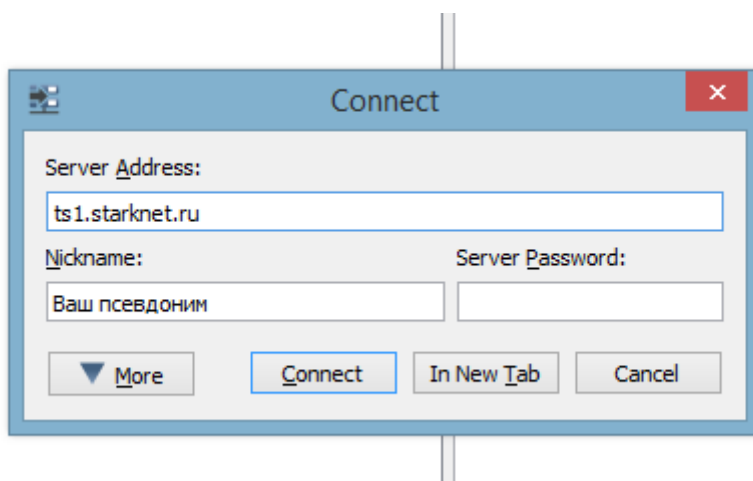 Connect
Server Address:
ts1.starknet.ru
Nickname: Server Password:
Ваш псевдоним
More Connect In New Tab Cancel